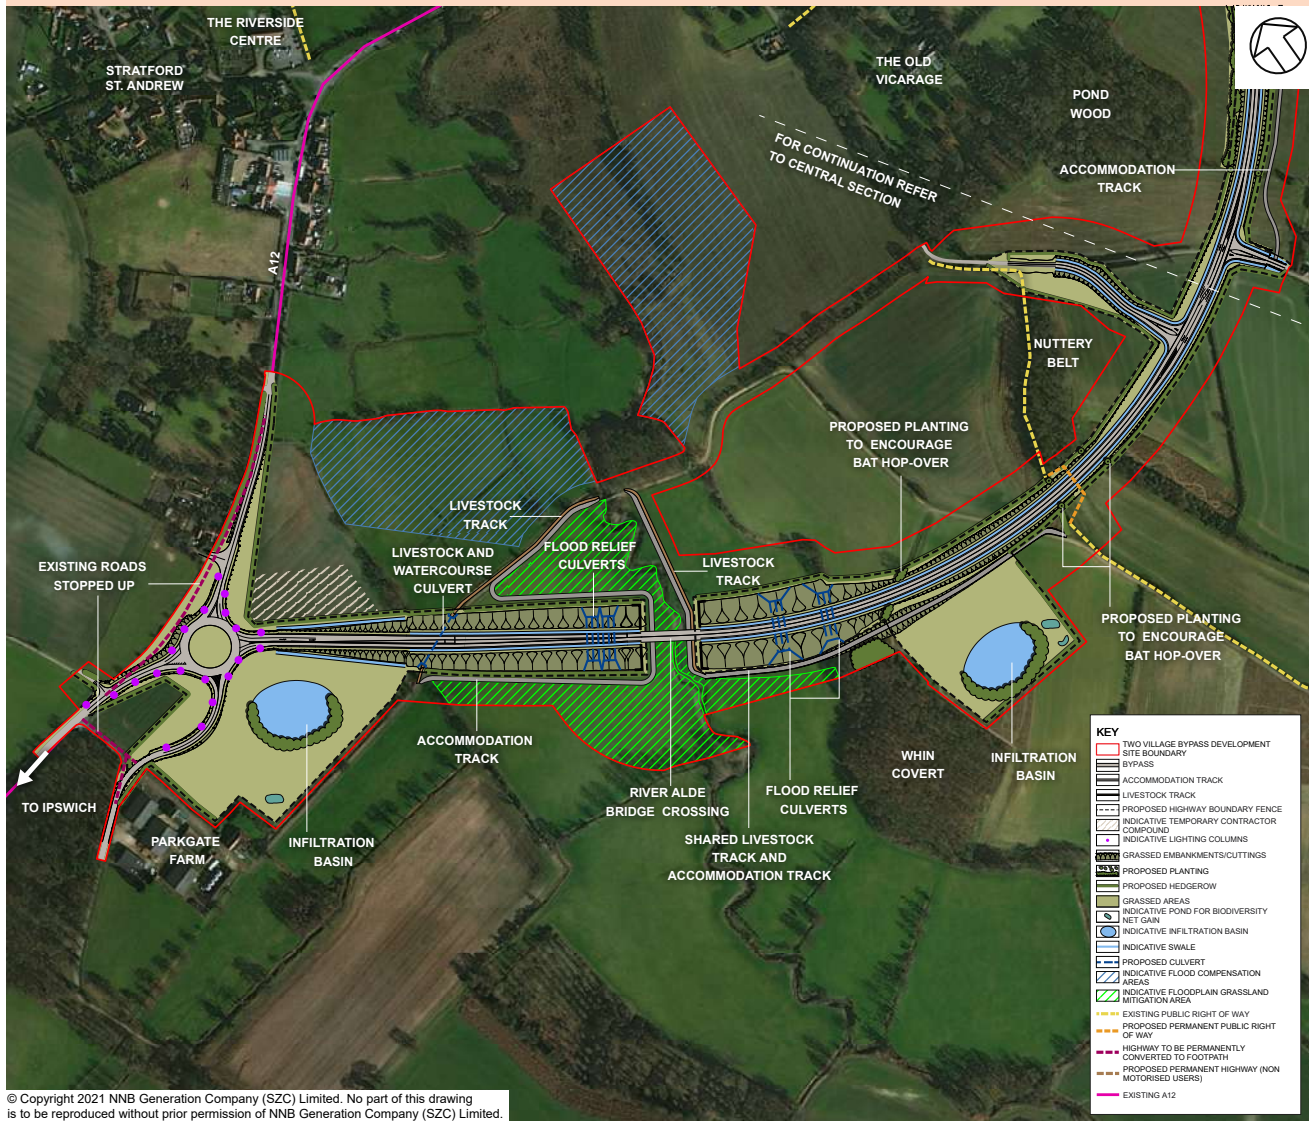 THE RIVERSIDE
CENTRE
STRATFORD
ST. ANDREW
THE OLD
VICARAGE
POND
WOOD
FOR CONTINUATION REFER
TO CENTRAL SECTION
ACCOMMODATION
TRACK
A12
NUTTERY
BELT
PROPOSED PLANTING
TO ENCOURAGE
BAT HOP-OVER
LIVESTOCK
TRACK
FLOOD RELIEF
CULVERTS
LIVESTOCK AND
WATERCOURSE
CULVERT
LIVESTOCK
TRACK
EXISTING ROADS
STOPPED UP
PROPOSED PLANTING
TO ENCOURAGE
BAT HOP-OVER
ACCOMMODATION
TRACK
WHIN
COVERT
INFILTRATION
BASIN
RIVER ALDE
BRIDGE CROSSING
FLOOD RELIEF
CULVERTS
TO IPSWICH
PARKGATE
FARM
INFILTRATION
BASIN
SHARED LIVESTOCK
TRACK AND
ACCOMMODATION TRACK
KEY
TWO VILLAGE BYPASS DEVELOPMENT
SITE BOUNDARY
BYPASS
ACCOMMODATION TRACK
LIVESTOCK TRACK
PROPOSED HIGHWAY BOUNDARY FENCE
INDICATIVE TEMPORARY CONTRACTOR
COMPOUND
INDICATIVE LIGHTING COLUMNS
GRASSED EMBANKMENTS/CUTTINGS
PROPOSED PLANTING
PROPOSED HEDGEROW
GRASSED AREAS
INDICATIVE POND FOR BIODIVERSITY
NET GAIN
INDICATIVE INFILTRATION BASIN
INDICATIVE SWALE
PROPOSED CULVERT
INDICATIVE FLOOD COMPENSATION
AREAS
INDICATIVE FLOODPLAIN GRASSLAND
MITIGATION AREA
EXISTING PUBLIC RIGHT OF WAY
PROPOSED PERMANENT PUBLIC RIGHT
OF WAY
HIGHWAY TO BE PERMANENTLY
CONVERTED TO FOOTPATH
PROPOSED PERMANENT HIGHWAY (NON
MOTORISED USERS)
EXISTING A12
© Copyright 2021 NNB Generation Company (SZC) Limited. No part of this drawing
is to be reproduced without prior permission of NNB Generation Company (SZC) Limited.